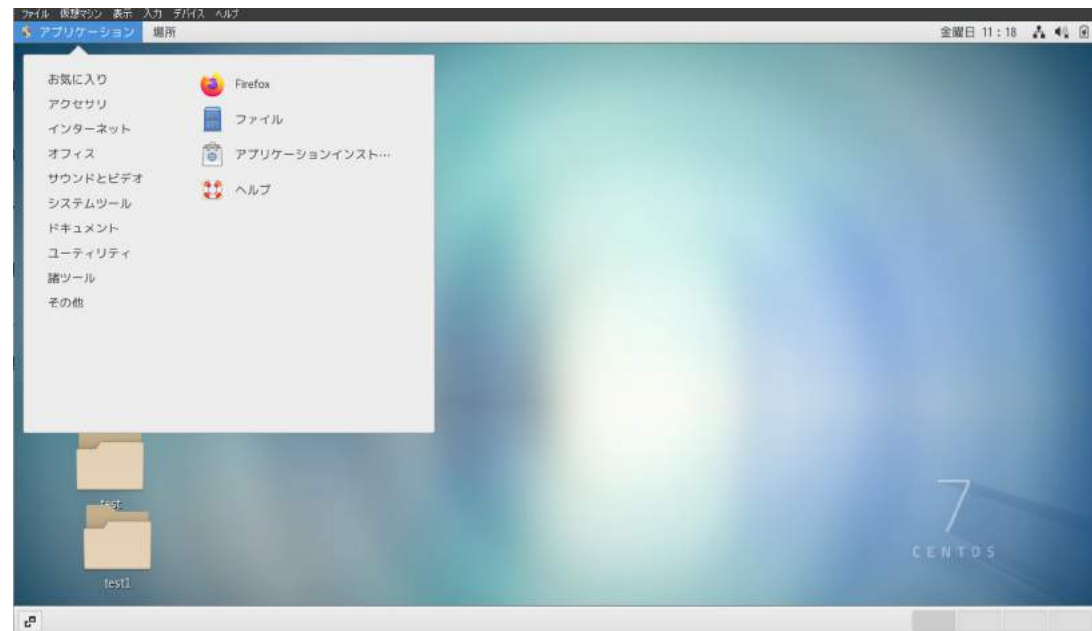 ファイル 仮想マシン 表示 入力 デバイス ヘルプ
アプリケーション 場所 金曜日 11:18
お気に入り
アクセサリ
インターネット
オフィス
サウンドとビデオ
システムツール
ドキュメント
ユーティリティ
諸ツール
その他
Firefox
ファイル
アプリケーションインスト…
ヘルプ
test
test1
7
CENTOS